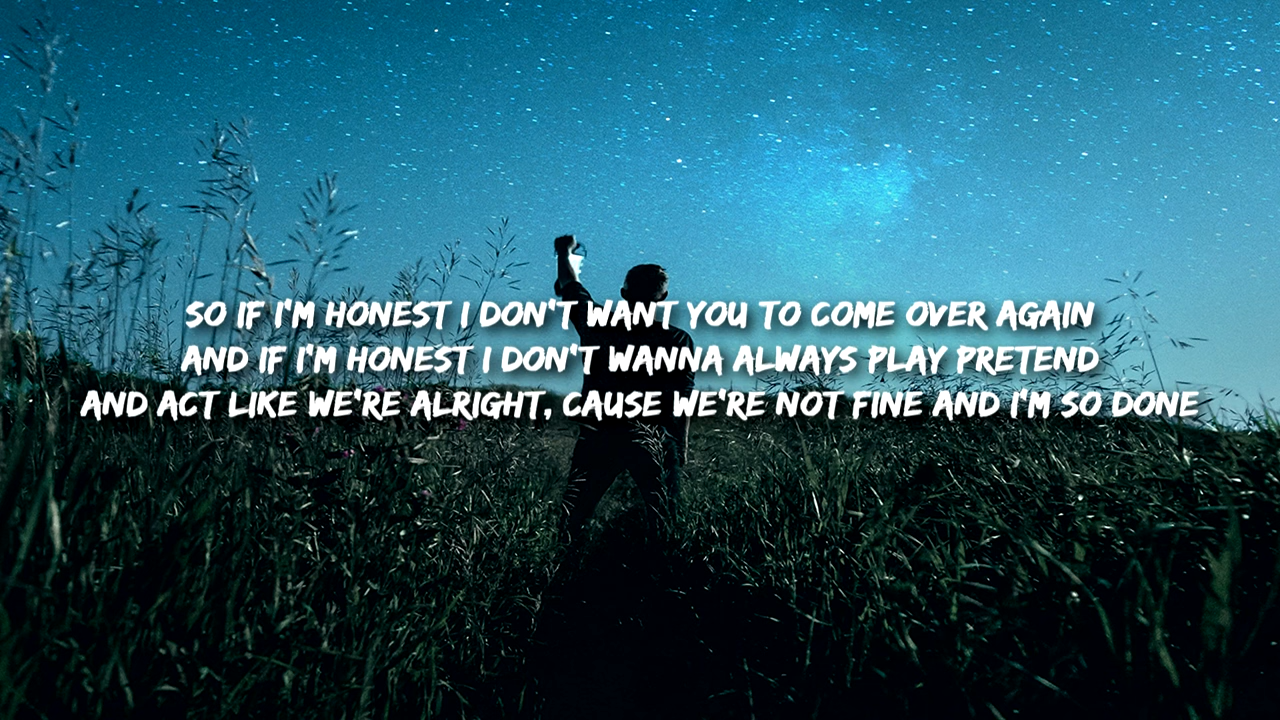 SO IF I'M HONEST I DON'T WANT YOU TO COME OVER AGAIN
AND IF I'M HONEST I DON'T WANNA ALWAYS PLAY PRETEND
AND ACT LIKE WE'RE ALRIGHT, CAUSE WE'RE NOT FINE AND I'M SO DONE